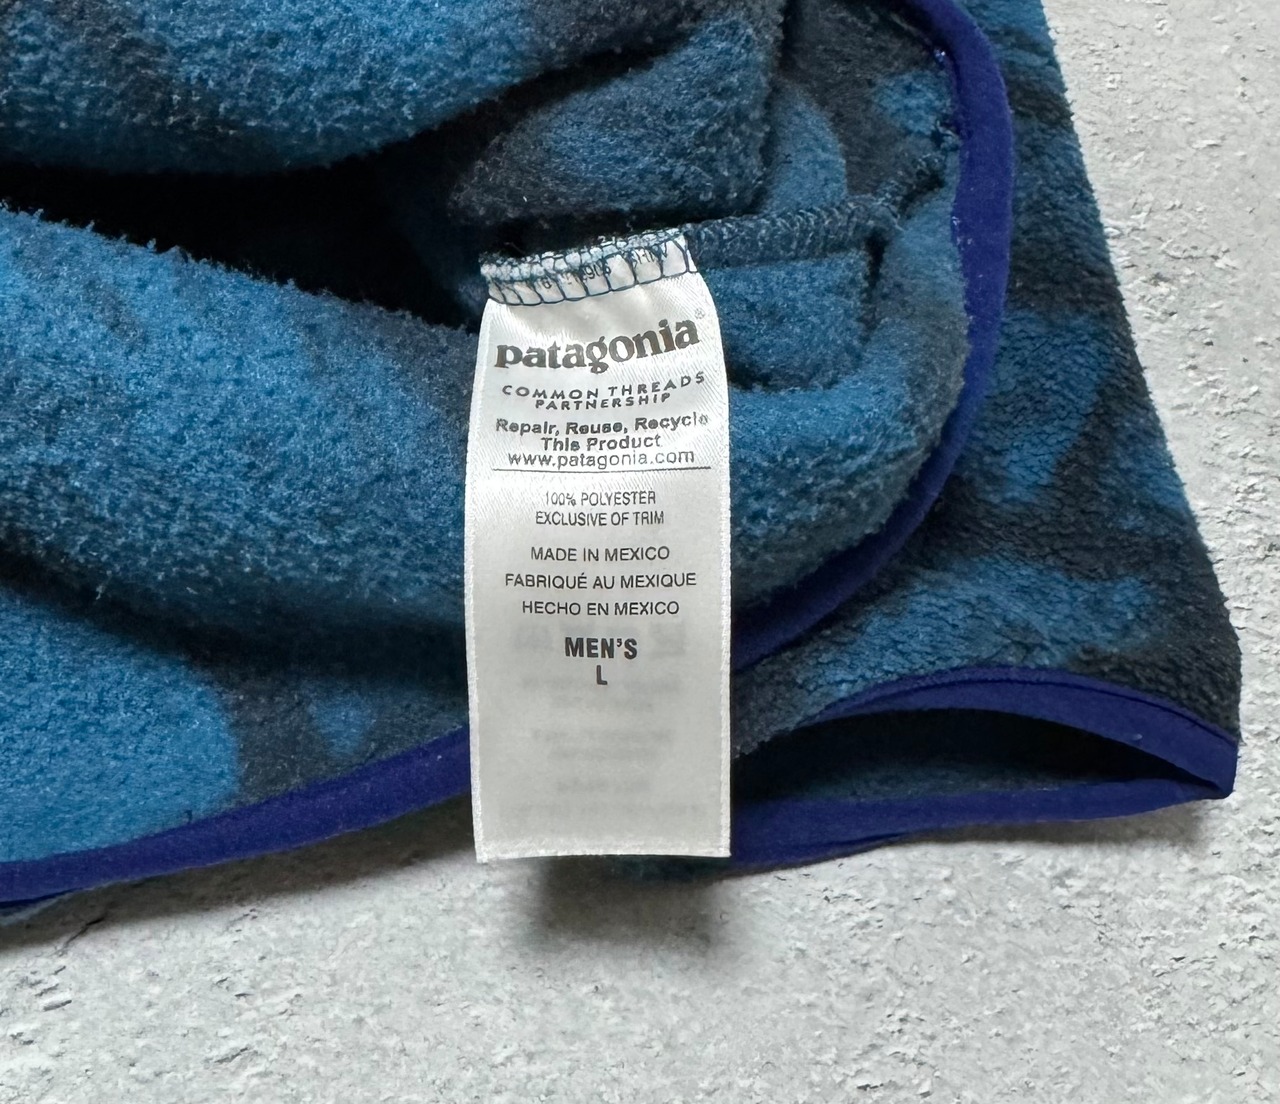 patagonia®
COMMON THREADS
PARTNERSHIP
Repair, Reuse, Recycle
This Product
www.patagonia.com
100% POLYESTER
EXCLUSIVE OF TRIM
MADE IN MEXICO
FABRIQUÉ AU MEXIQUE
HECHO EN MEXICO
MEN'S
L